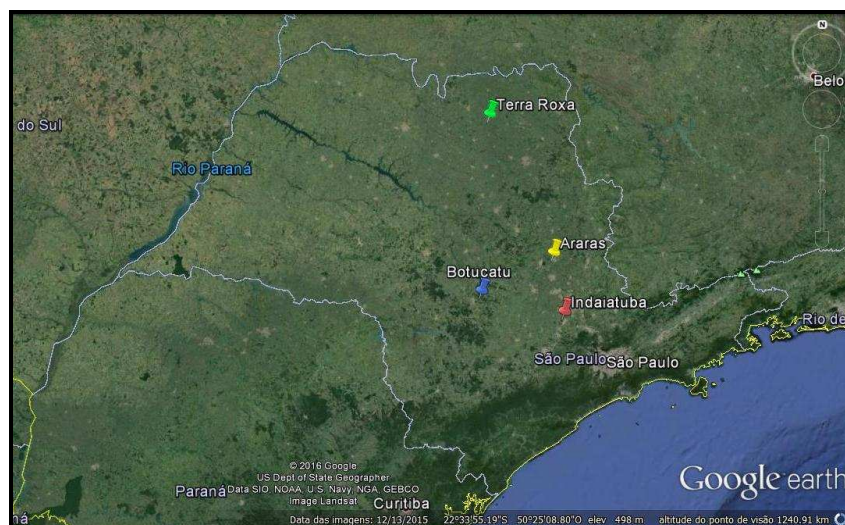 N
Terra Roxa
Belo
do Sul
Rio Paraná
Araras
Botucatu
Indaiatuba
Rio de
São Paulo
São Paulo
© 2016 Google
US Dept of State Geographer
Data SIO, NOAA, U.S. Navy, NGA, GEBCO
Image Landsat
Paraná
Google earth
Curitiba
ná
Data das imagens: 12/13/2015 22°33'55.19"S 50°25'08.80"O elev 498 m altitude do ponto de visão 1240.91 km